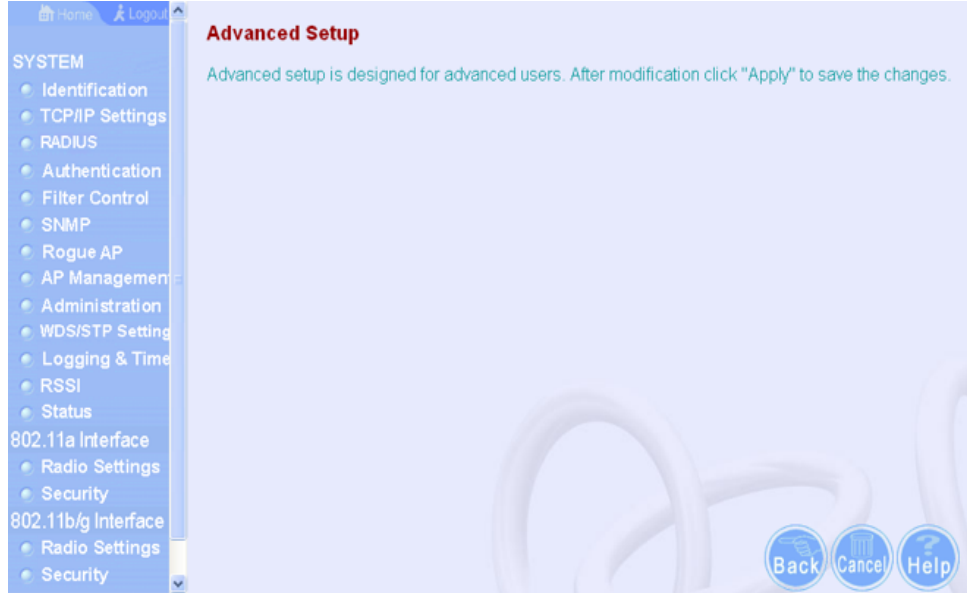 Home Logout
SYSTEM
Identification
TCP/IP Settings
RADIUS
Authentication
Filter Control
SNMP
Rogue AP
AP Managemen
Administration
WDS/STP Setting
Logging & Time
RSSI
Status
802.11a Interface
Radio Settings
Security
802.11b/g Interface
Radio Settings
Security
Advanced Setup
Advanced setup is designed for advanced users. After modification click "Apply" to save the changes.
Back Cancel Help